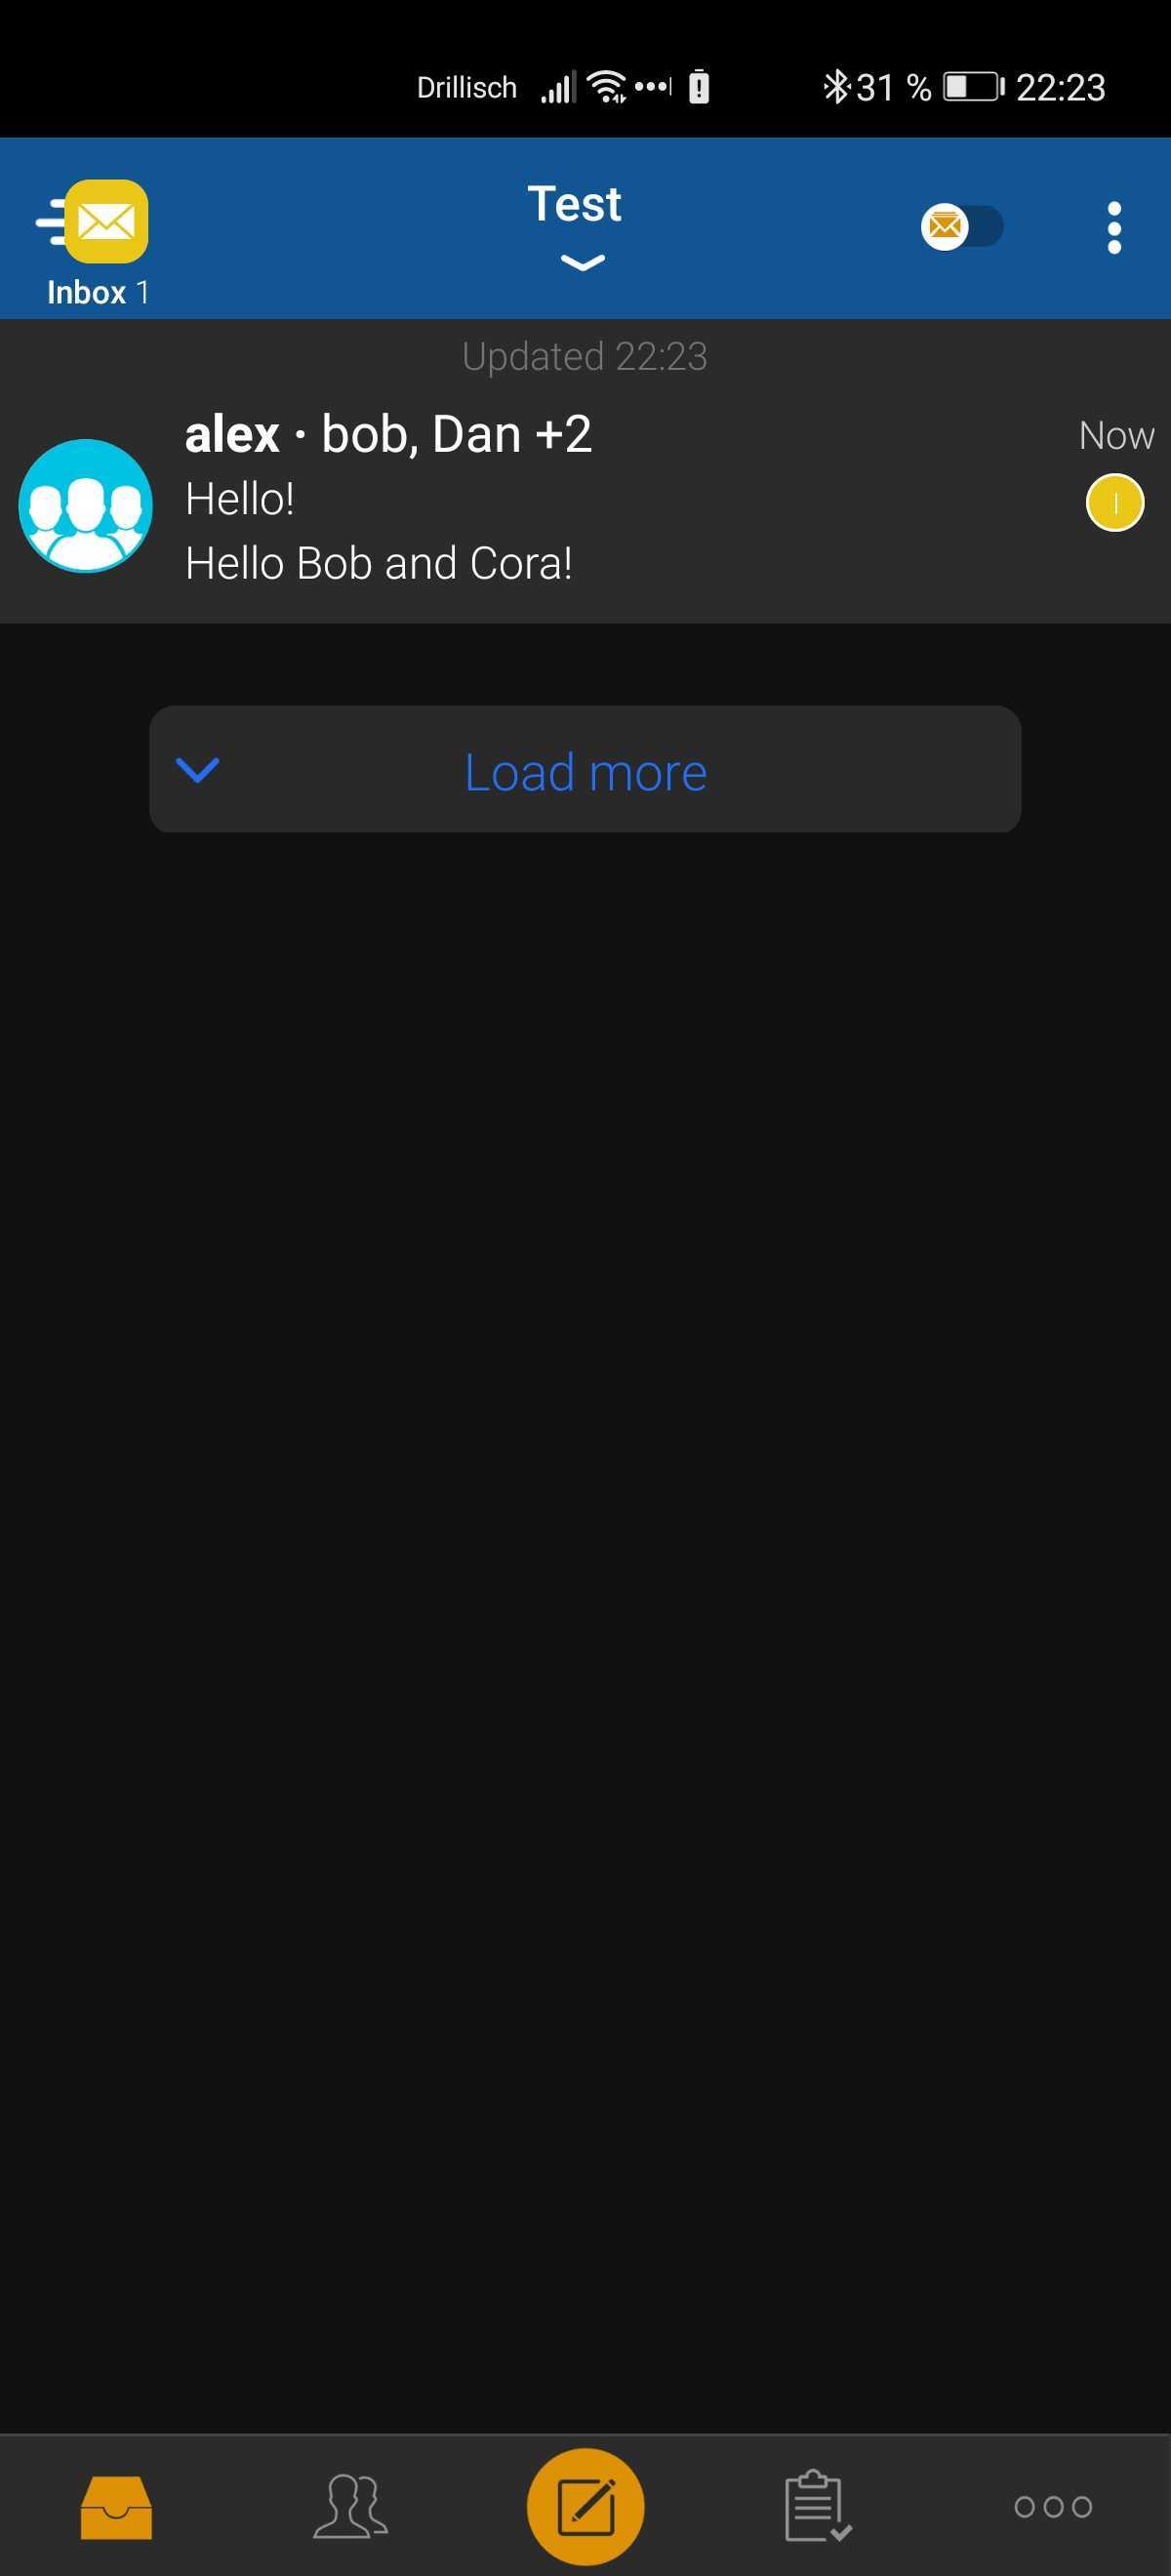 Drillisch 31 % 22:23
Test
Inbox 1
Updated 22:23
alex · bob, Dan +2 Now
Hello!
Hello Bob and Cora!
Load more